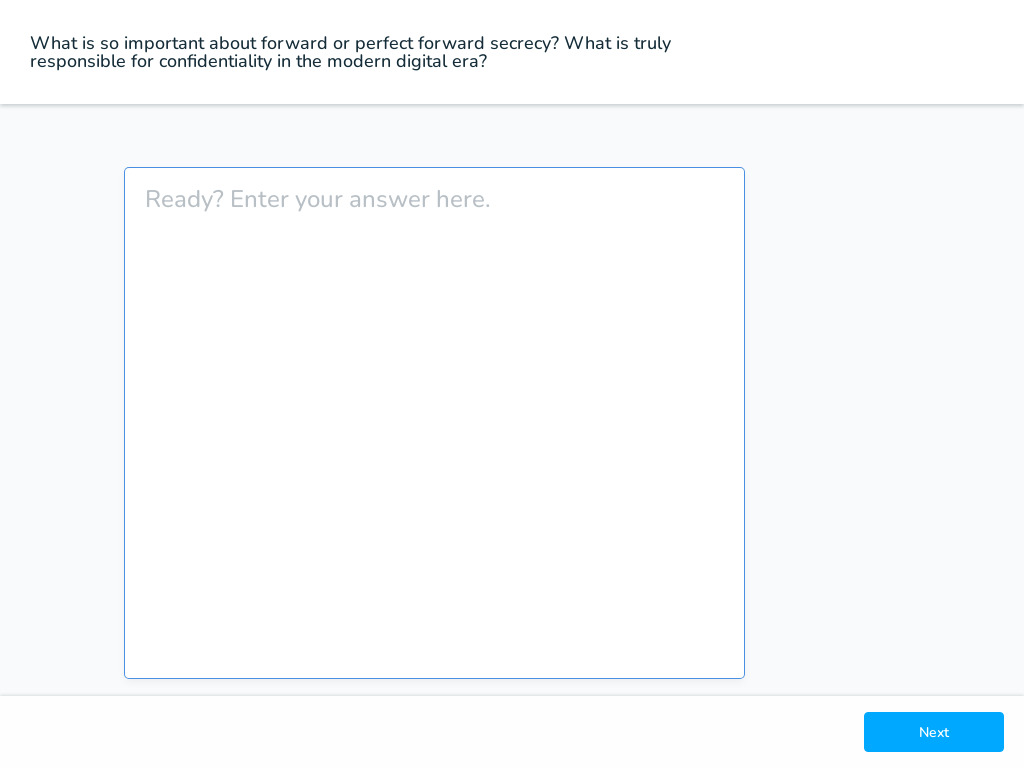 What is so important about forward or perfect forward secrecy? What is truly
responsible for confidentiality in the modern digital era?
Ready? Enter your answer here.
Next